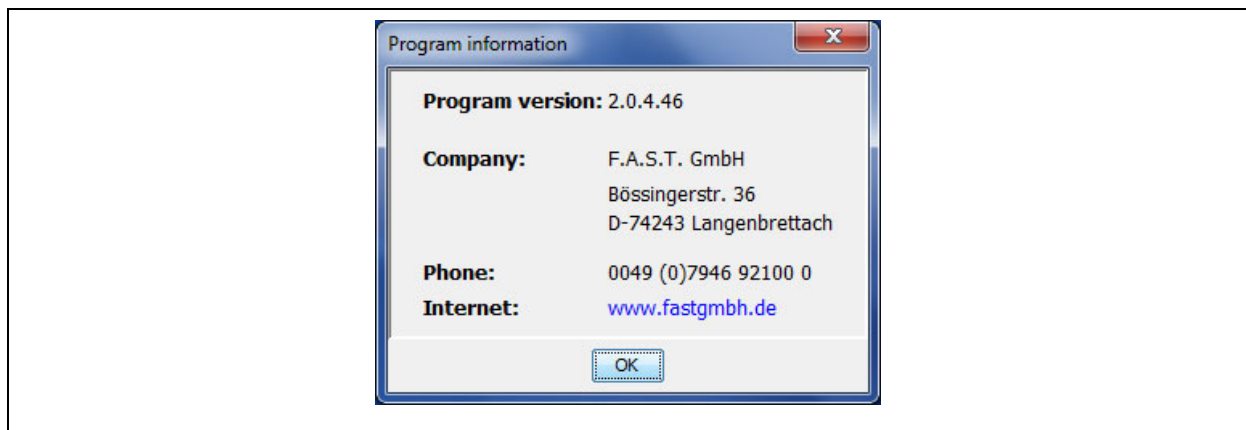 Program information
Program version: 2.0.4.46
Company: F.A.S.T. GmbH
Bössingerstr. 36
D-74243 Langenbrettach
Phone: 0049 (0)7946 92100 0
Internet: www.fastgmbh.de
OK